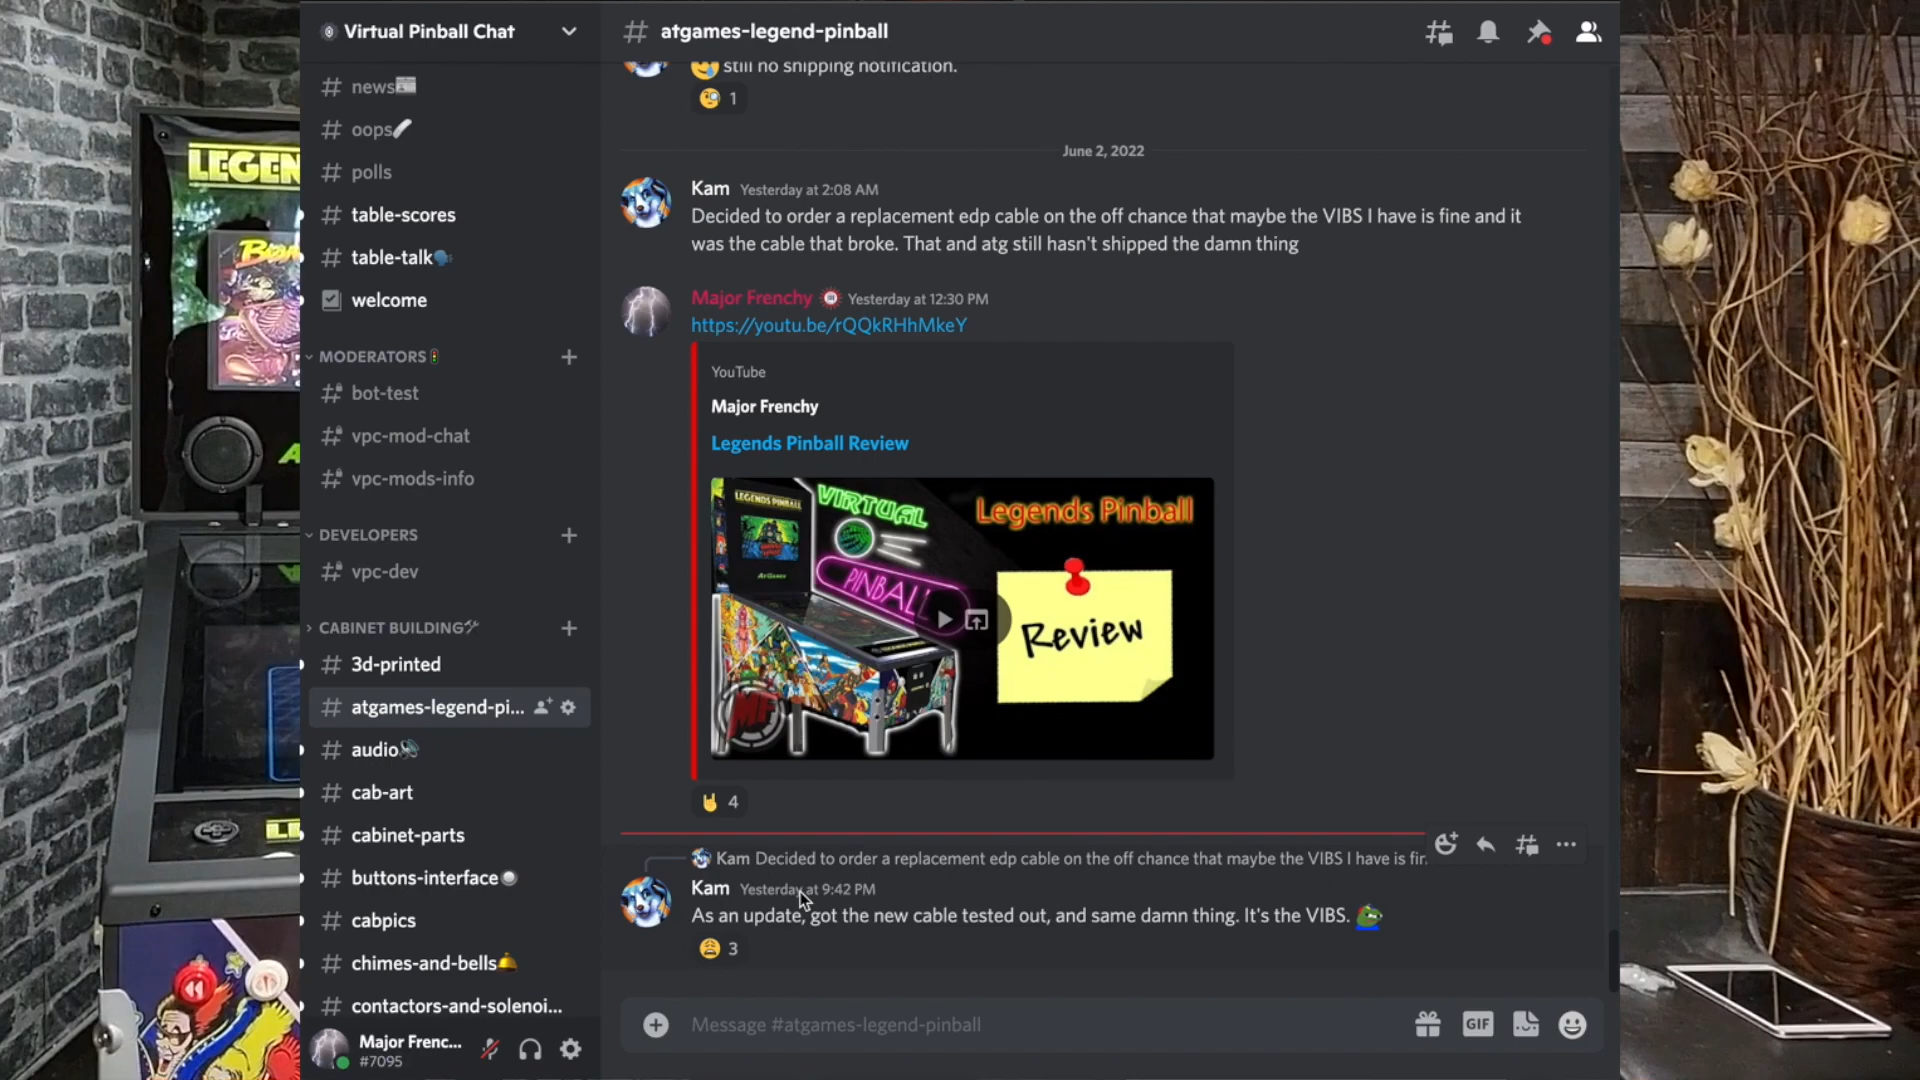 Virtual Pinball Chat
# atgames-legend-pinball
# news
# oops
# polls
# table-scores
# table-talk
welcome
MODERATORS
bot-test
vpc-mod-chat
vpc-mods-info
DEVELOPERS
vpc-dev
CABINET BUILDING
# 3d-printed
# atgames-legend-pi...
# audio
# cab-art
# cabinet-parts
# buttons-interface
# cabpics
# chimes-and-bells
# contactors-and-solenoi...
Major Frenc...
#7095
still no shipping notification.
1
June 2, 2022
Kam Yesterday at 2:08 AM
Decided to order a replacement edp cable on the off chance that maybe the VIBS I have is fine and it
was the cable that broke. That and atg still hasn't shipped the damn thing
Major Frenchy Yesterday at 12:30 PM
https://youtu.be/rQQkRHhMkeY
YouTube
Major Frenchy
Legends Pinball Review
LEGENDS PINBALL
VIRTUAL
PINBALL
AtGames
MF
Legends Pinball
Review
4
Kam Decided to order a replacement edp cable on the off chance that maybe the VIBS I have is fin
Kam Yesterday at 9:42 PM
As an update, got the new cable tested out, and same damn thing. It's the VIBS.
3
Message #atgames-legend-pinball
GIF
LEGEN